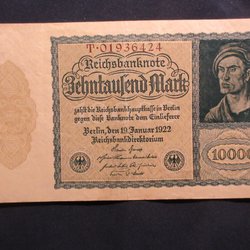 T·01936424
Reichsbanknote
Zehntausend Mark
zahlt die Reichsbankhauptkasse in Berlin
gegen diese Banknote dem Einlieferer
Berlin, den 19. Januar 1922
Reichsbankdirektorium
10000